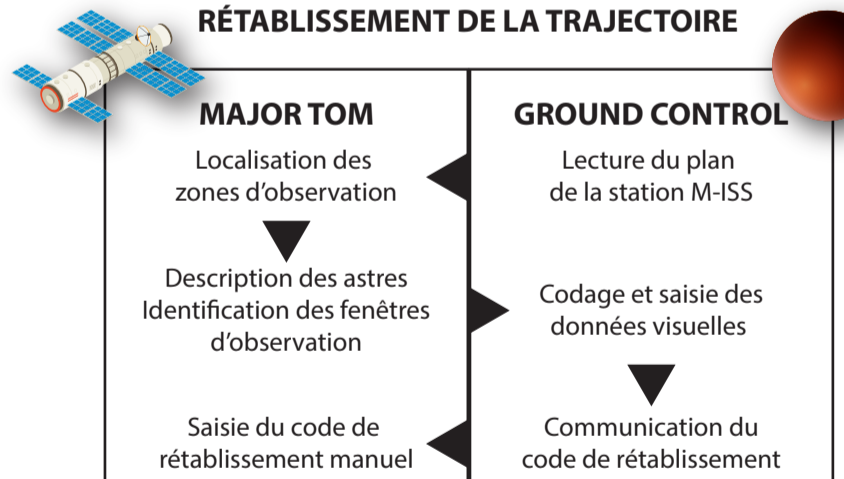 RÉTABLISSEMENT DE LA TRAJECTOIRE
MAJOR TOM
Localisation des
zones d’observation
Description des astres
Identification des fenêtres
d’observation
Saisie du code de
rétablissement manuel
GROUND CONTROL
Lecture du plan
de la station M-ISS
Codage et saisie des
données visuelles
Communication du
code de rétablissement